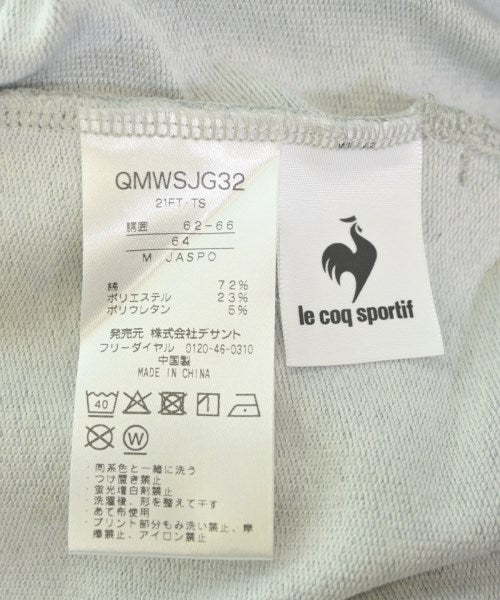 QMWSJG32
21FT-TS
胴囲 62-66
64
M JASPO
綿 72%
ポリエステル 23%
ポリウレタン 5%
発売元 株式会社デサント
フリーダイヤル 0120-46-0310
中国製
MADE IN CHINA
40
W
・同系色と一緒に洗う
・つけ置き禁止
・蛍光増白剤禁止
・洗濯後、形を整えて干す
・あて布使用
・プリント部分もみ洗い禁止、摩
擦禁止、アイロン禁止
le coq sportif